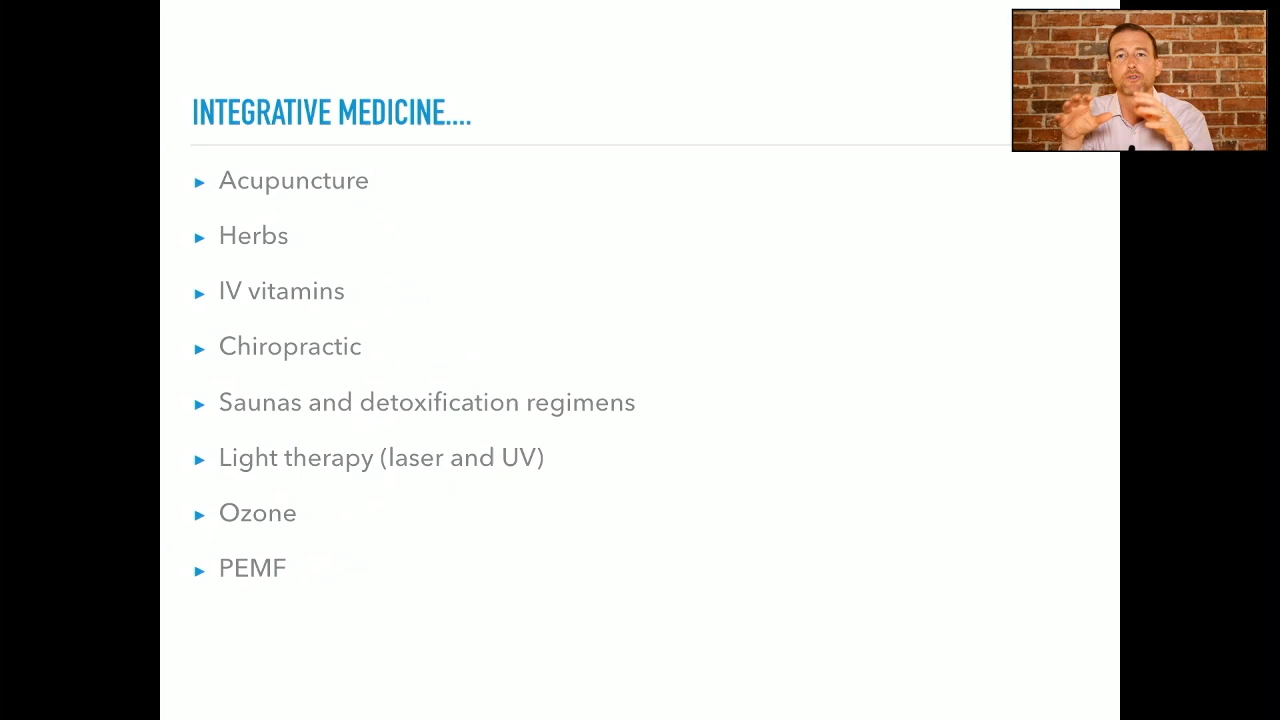 INTEGRATIVE MEDICINE....
▸ Acupuncture
▸ Herbs
▸ IV vitamins
▸ Chiropractic
▸ Saunas and detoxification regimens
▸ Light therapy (laser and UV)
▸ Ozone
▸ PEMF